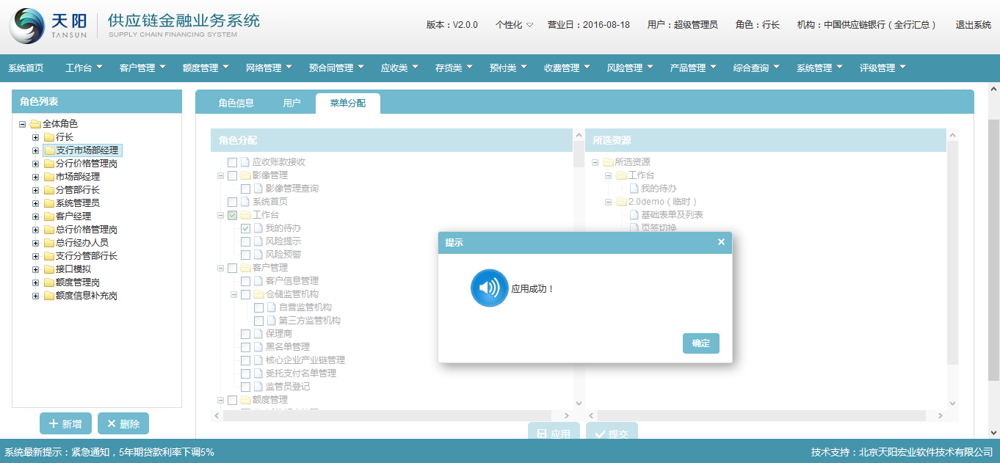 天阳
TANSUN
供应链金融业务系统
SUPPLY CHAIN FINANCING SYSTEM
版本：V2.0.0 个性化 营业日：2016-08-18 用户：超级管理员 角色：行长 机构：中国供应链银行（全行汇总） 退出系统
系统首页 工作台 客户管理 额度管理 网络管理 预合同管理 应收类 存货类 预付类 收费管理 风险管理 产品管理 综合查询 系统管理 评级管理
角色列表
全体角色
行长
支行市场部经理
分行价格管理岗
市场部经理
分管部行长
系统管理员
客户经理
总行价格管理岗
总行经办人员
支行分管部行长
接口模拟
额度管理岗
额度信息补充岗
新增 删除
角色信息 用户 菜单分配
角色分配
应收账款接收
影像管理
影像管理查询
系统首页
工作台
我的待办
风险提示
风险预警
客户管理
客户信息管理
仓储监管机构
自营监管机构
第三方监管机构
保理商
黑名单管理
核心企业产业链管理
受托支付名单管理
监管员登记
额度管理
所选资源
所选资源
工作台
我的待办
2.0demo（临时）
基础表单及列表
页签切换
提示
应用成功！
确定
应用 提交
系统最新提示：紧急通知，5年期贷款利率下调5% 技术支持：北京天阳宏业软件技术有限公司